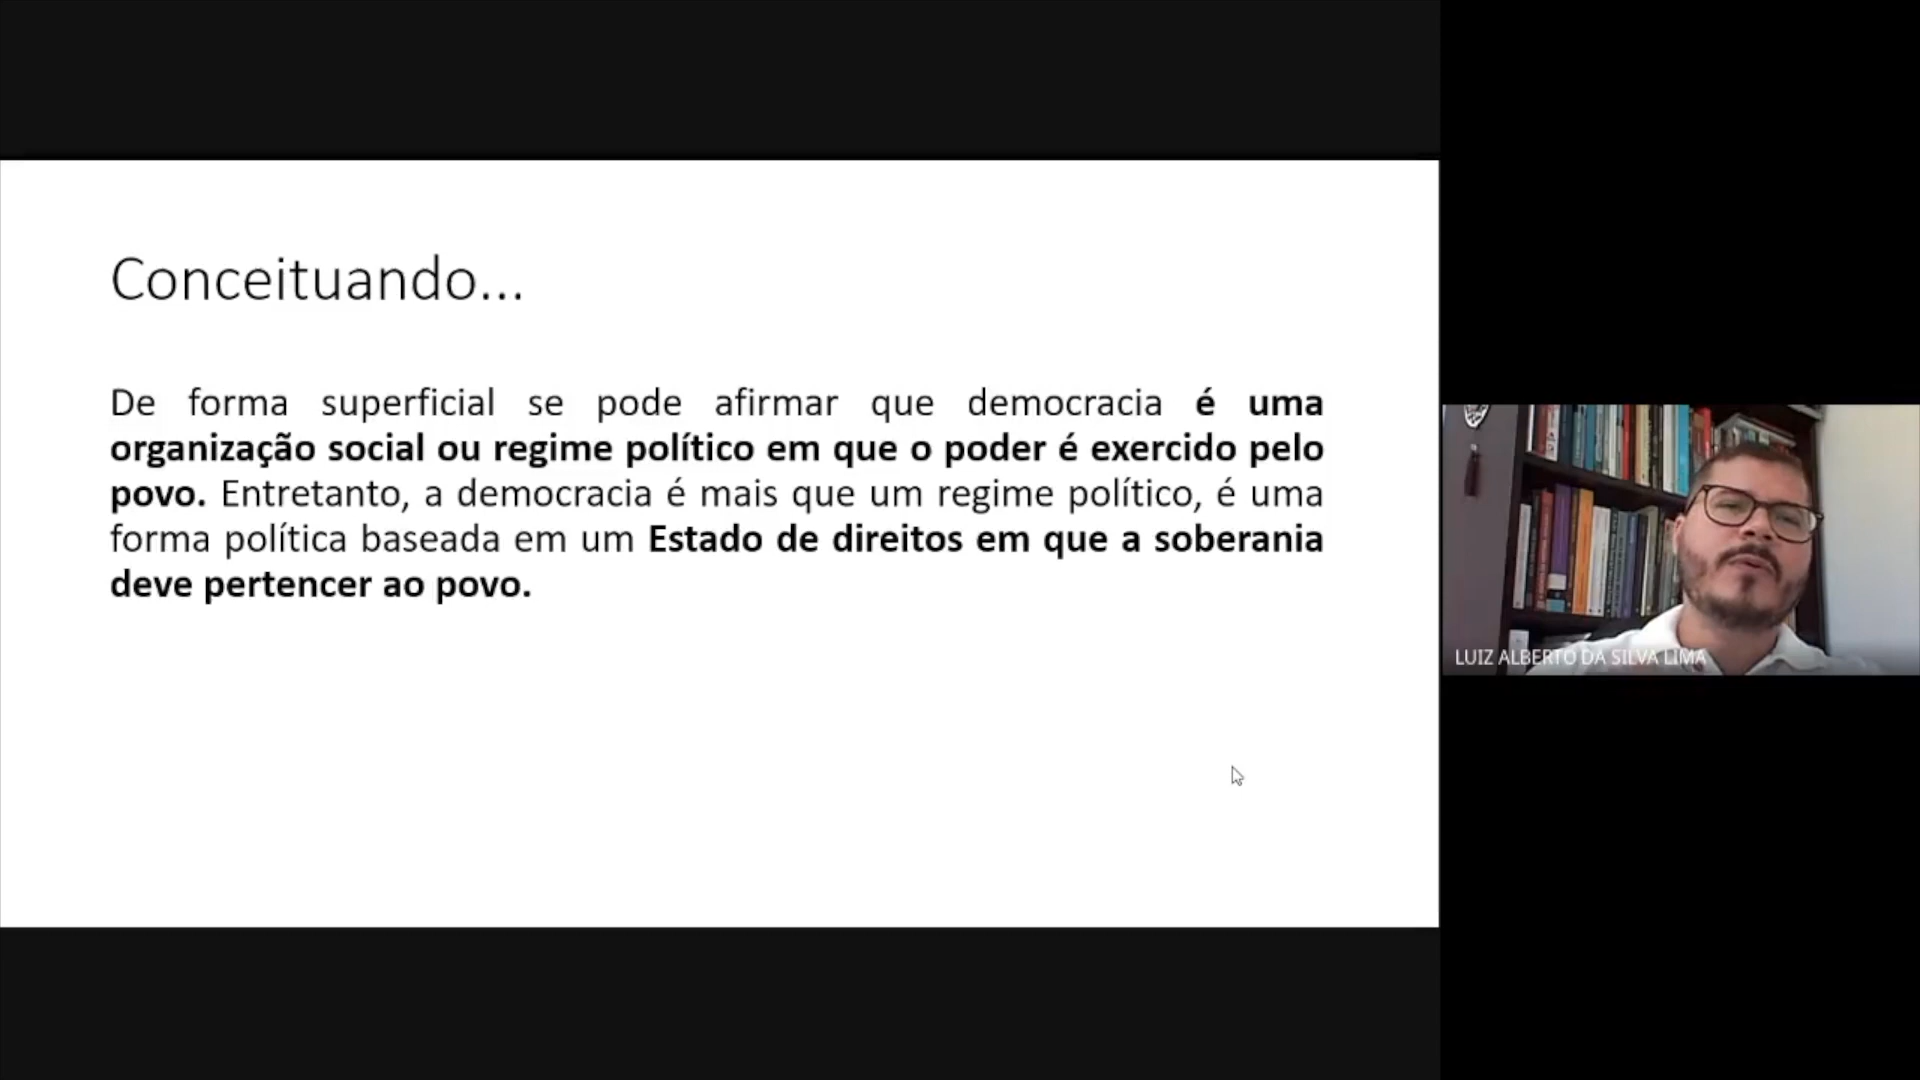 Conceituando...
De forma superficial se pode afirmar que democracia é uma
organização social ou regime político em que o poder é exercido pelo
povo. Entretanto, a democracia é mais que um regime político, é uma
forma política baseada em um Estado de direitos em que a soberania
deve pertencer ao povo.
LUIZ ALBERTO DA SILVA LIMA